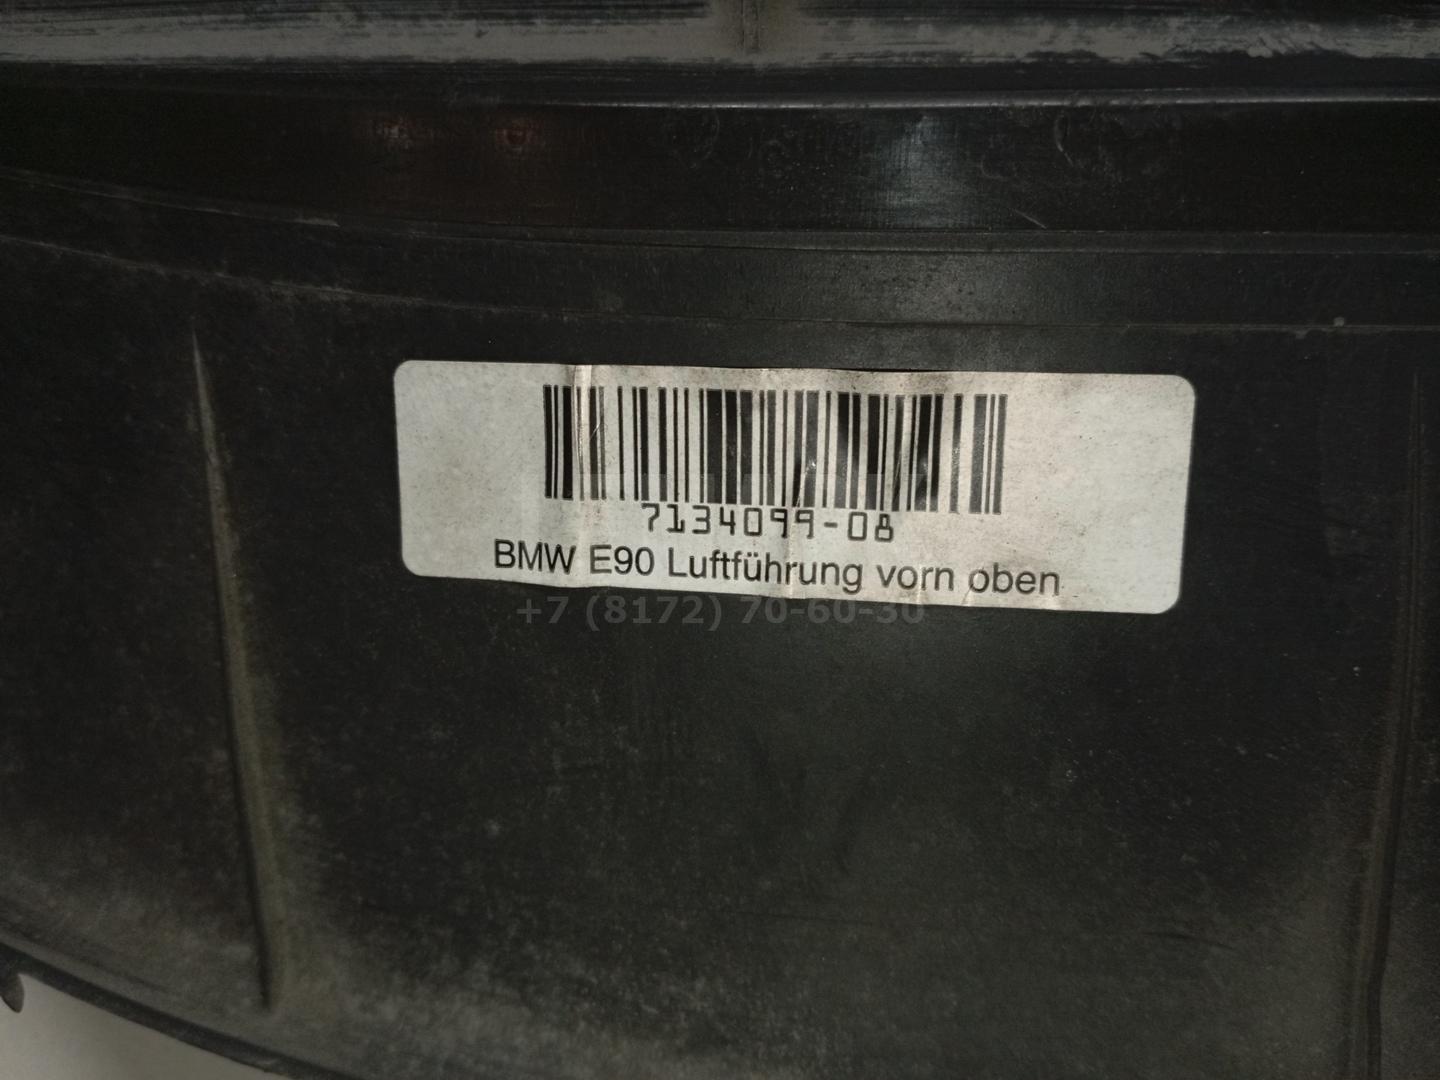 7134099-08
BMW E90 Luftführung vorn oben
+7 (8172) 70-60-30